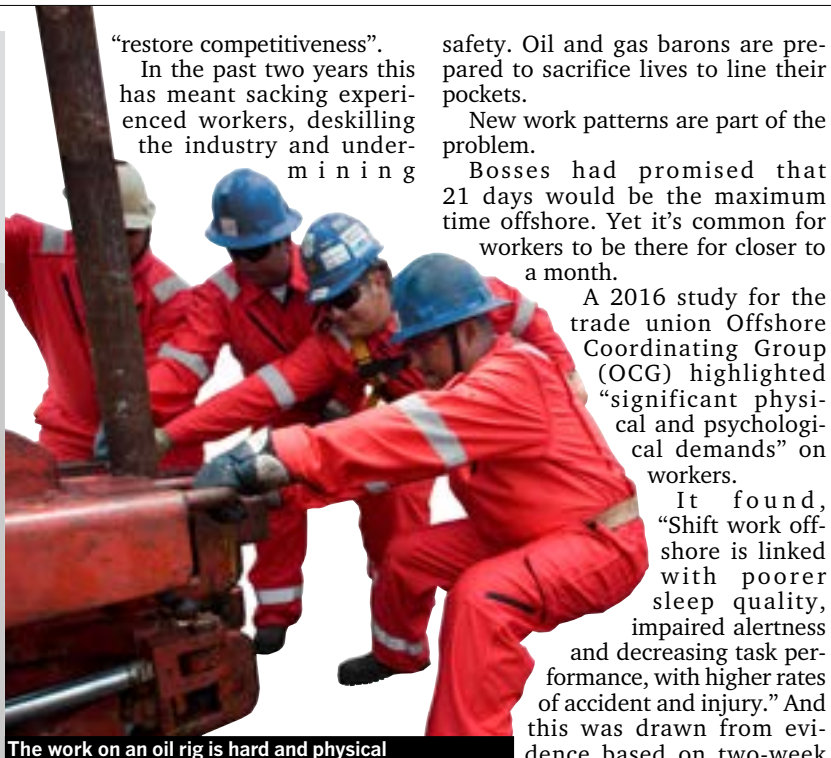 “restore competitiveness”.
In the past two years this
has meant sacking experi-
enced workers, deskilling
the industry and under-
mining
safety. Oil and gas barons are pre-
pared to sacrifice lives to line their
pockets.
New work patterns are part of the
problem.
Bosses had promised that
21 days would be the maximum
time offshore. Yet it’s common for
workers to be there for closer to
a month.
A 2016 study for the
trade union Offshore
Coordinating Group
(OCG) highlighted
“significant physi-
cal and psychologi-
cal demands” on
workers.
It found,
“Shift work off-
shore is linked
with poorer
sleep quality,
impaired alertness
and decreasing task per-
formance, with higher rates
of accident and injury.” And
this was drawn from evi-
dence based on two-week
The work on an oil rig is hard and physical